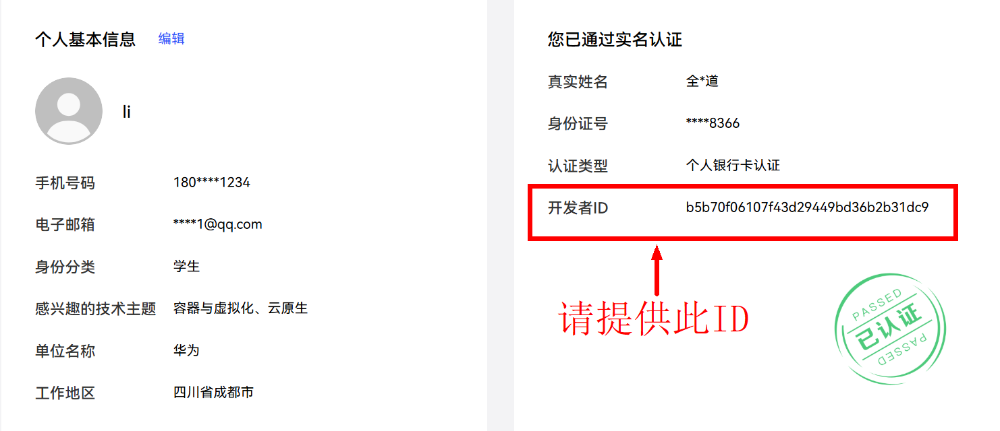 个人基本信息 编辑
li
手机号码 180****1234
电子邮箱 ****1@qq.com
身份分类 学生
感兴趣的技术主题 容器与虚拟化、云原生
单位名称 华为
工作地区 四川省成都市
您已通过实名认证
真实姓名 全*道
身份证号 ****8366
认证类型 个人银行卡认证
开发者ID b5b70f06107f43d29449bd36b2b31dc9
请提供此ID
PASSED
已认证
PASSED